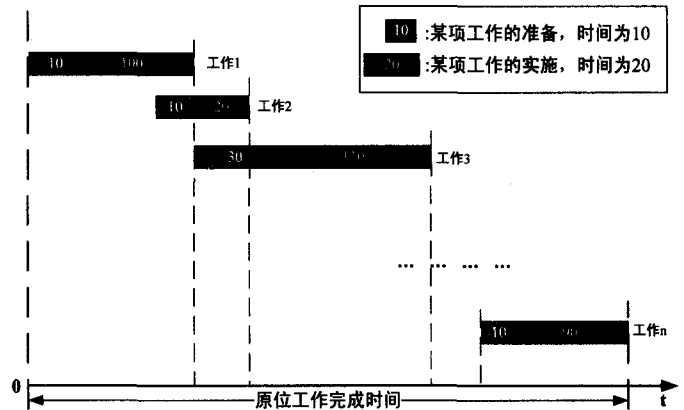 10 :某项工作的准备，时间为10
20 :某项工作的实施，时间为20
10 100 工作1
10 20 工作2
30 工作3
... ... ... ...
10 90 工作n
0 原位工作完成时间 t